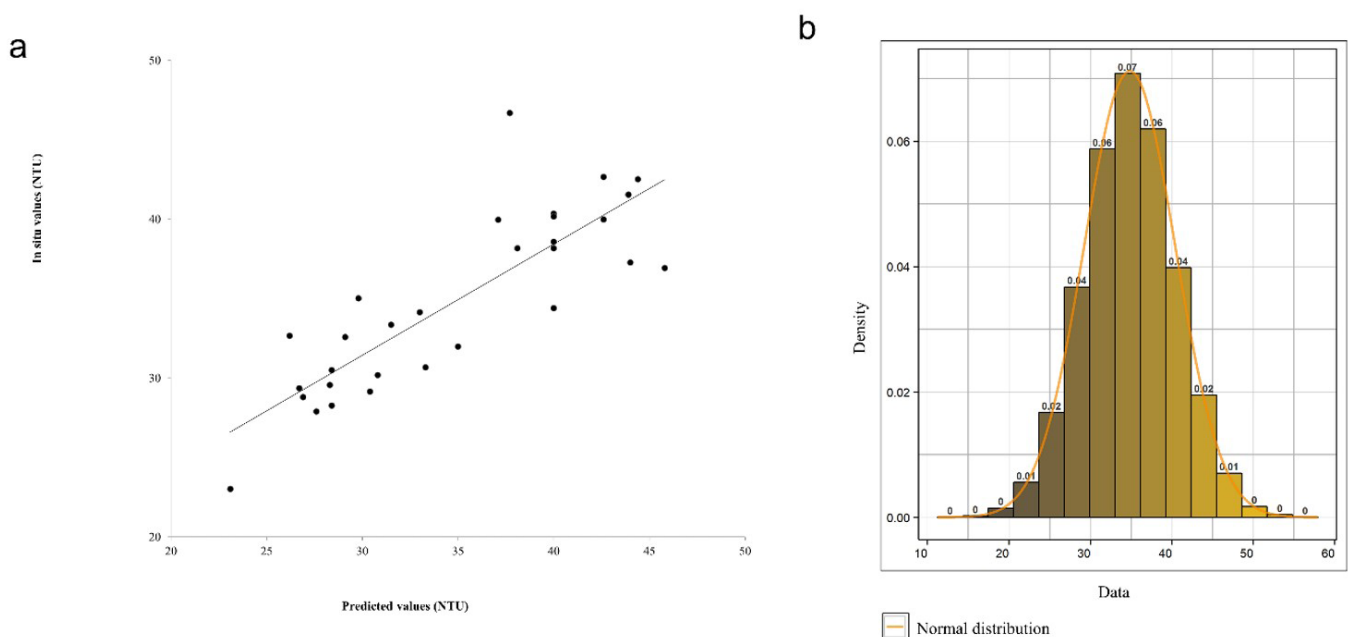 a
50
40
30
20
In situ values (NTU)
20 25 30 35 40 45 50
Predicted values (NTU)
b
0.06
0.04
0.02
0.00
Density
0 0 0 0.01 0.02 0.04 0.06 0.07 0.06 0.04 0.02 0.01 0 0 0
10 20 30 40 50 60
Data
Normal distribution